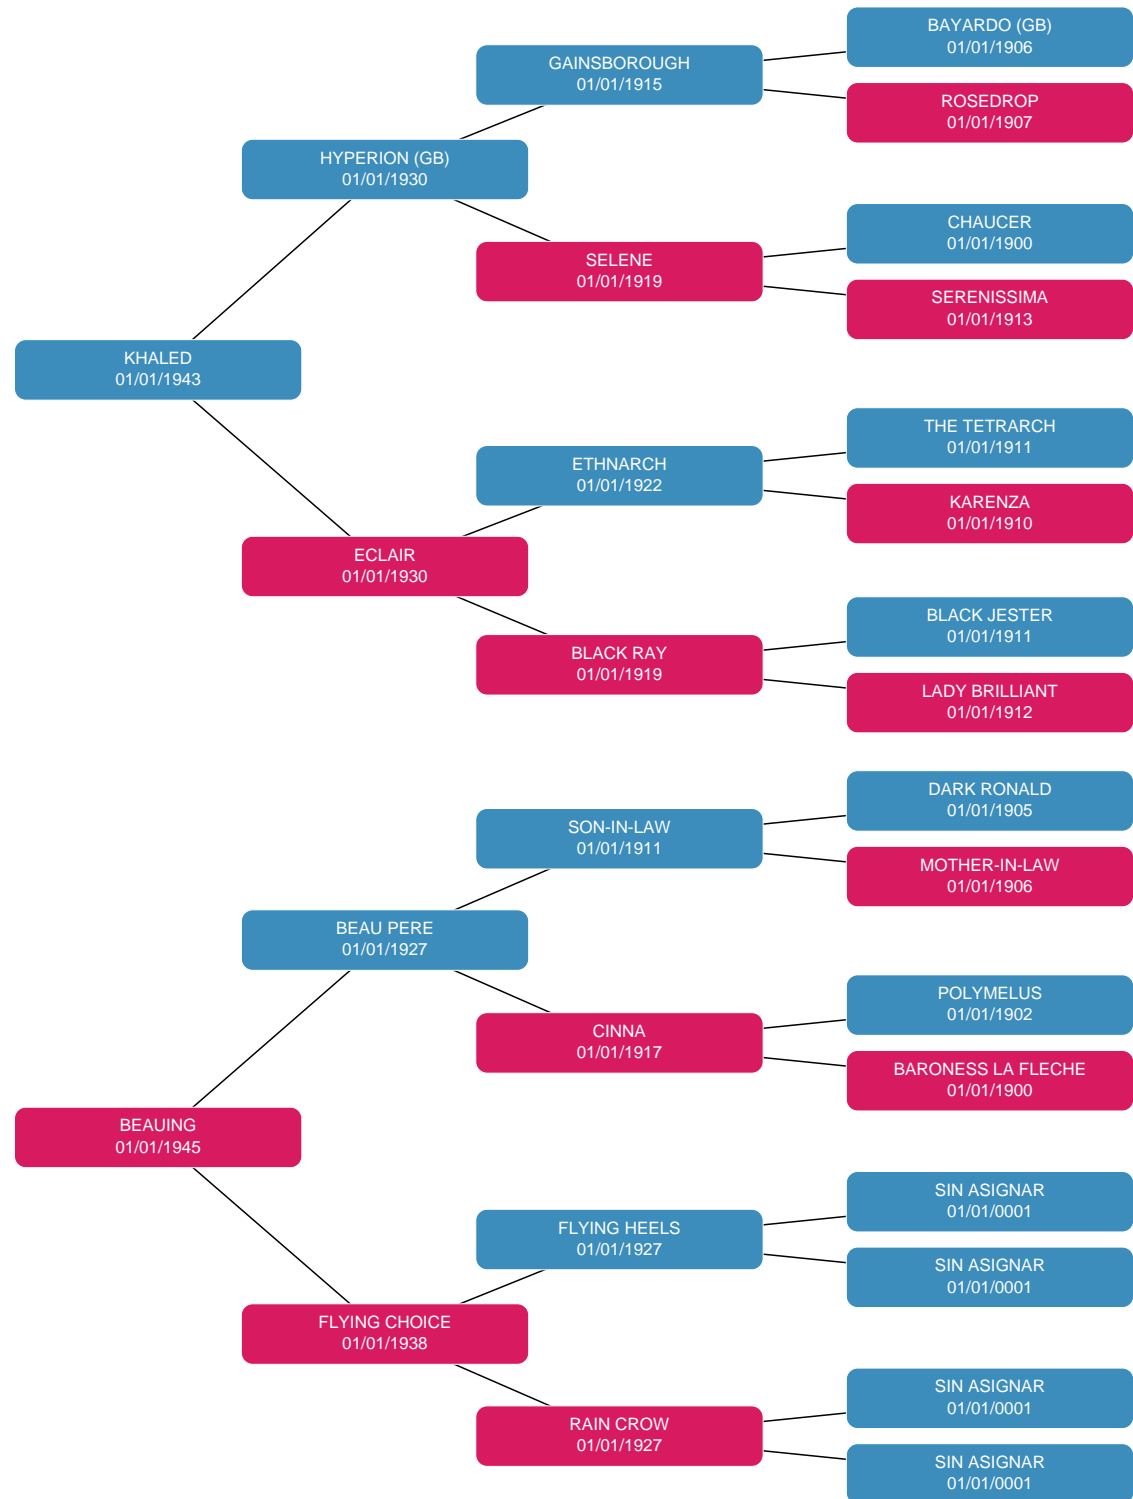 BAYARDO (GB)
01/01/1906
GAINSBOROUGH
01/01/1915
ROSEDROP
01/01/1907
HYPERION (GB)
01/01/1930
CHAUCER
01/01/1900
SELENE
01/01/1919
SERENISSIMA
01/01/1913
KHALED
01/01/1943
THE TETRARCH
01/01/1911
ETHNARCH
01/01/1922
KARENZA
01/01/1910
ECLAIR
01/01/1930
BLACK JESTER
01/01/1911
BLACK RAY
01/01/1919
LADY BRILLIANT
01/01/1912
DARK RONALD
01/01/1905
SON-IN-LAW
01/01/1911
MOTHER-IN-LAW
01/01/1906
BEAU PERE
01/01/1927
POLYMELUS
01/01/1902
CINNA
01/01/1917
BARONESS LA FLECHE
01/01/1900
BEAUING
01/01/1945
SIN ASIGNAR
01/01/0001
FLYING HEELS
01/01/1927
SIN ASIGNAR
01/01/0001
FLYING CHOICE
01/01/1938
SIN ASIGNAR
01/01/0001
RAIN CROW
01/01/1927
SIN ASIGNAR
01/01/0001